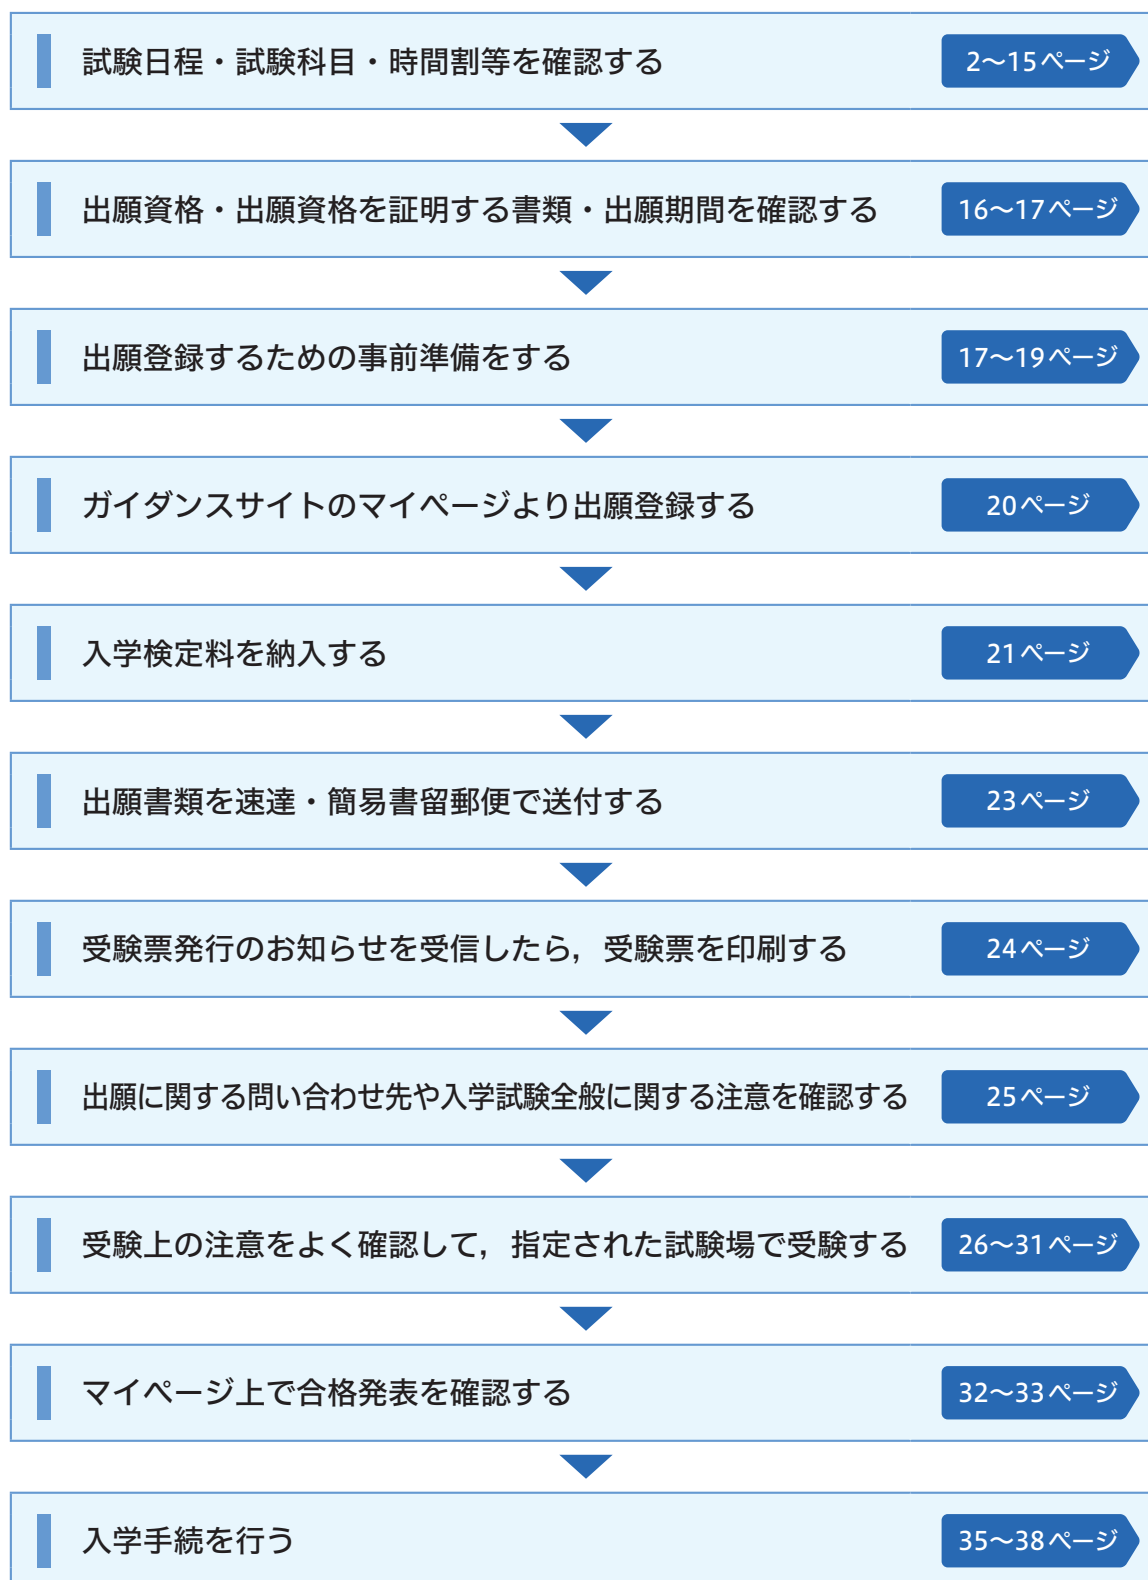 試験日程・試験科目・時間割等を確認する
2〜15ページ
出願資格・出願資格を証明する書類・出願期間を確認する
16〜17ページ
出願登録するための事前準備をする
17〜19ページ
ガイダンスサイトのマイページより出願登録する
20ページ
入学検定料を納入する
21ページ
出願書類を速達・簡易書留郵便で送付する
23ページ
受験票発行のお知らせを受信したら，受験票を印刷する
24ページ
出願に関する問い合わせ先や入学試験全般に関する注意を確認する
25ページ
受験上の注意をよく確認して，指定された試験場で受験する
26〜31ページ
マイページ上で合格発表を確認する
32〜33ページ
入学手続を行う
35〜38ページ